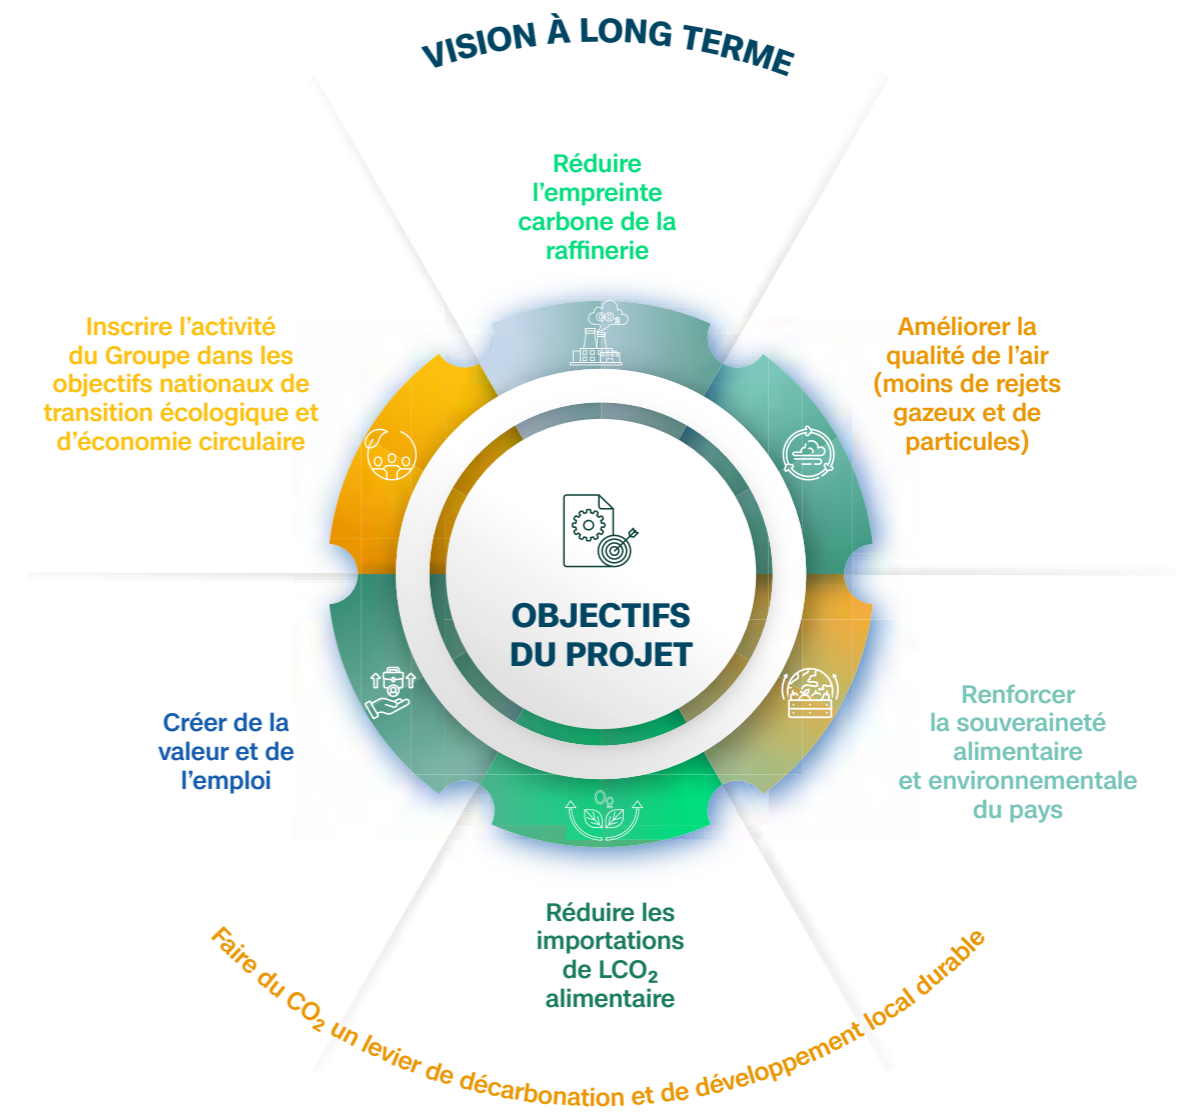 VISION À LONG TERME
Réduire
l’empreinte
carbone de la
raffinerie
Inscrire l’activité
du Groupe dans les
objectifs nationaux de
transition écologique et
d’économie circulaire
Améliorer la
qualité de l’air
(moins de rejets
gazeux et de
particules)
CO₂
OBJECTIFS
DU PROJET
Créer de la
valeur et de
l’emploi
Renforcer
la souveraineté
alimentaire
et environnementale
du pays
O₂
Réduire les
importations
de LCO₂
alimentaire
Faire du CO₂ un levier de décarbonation et de développement local durable